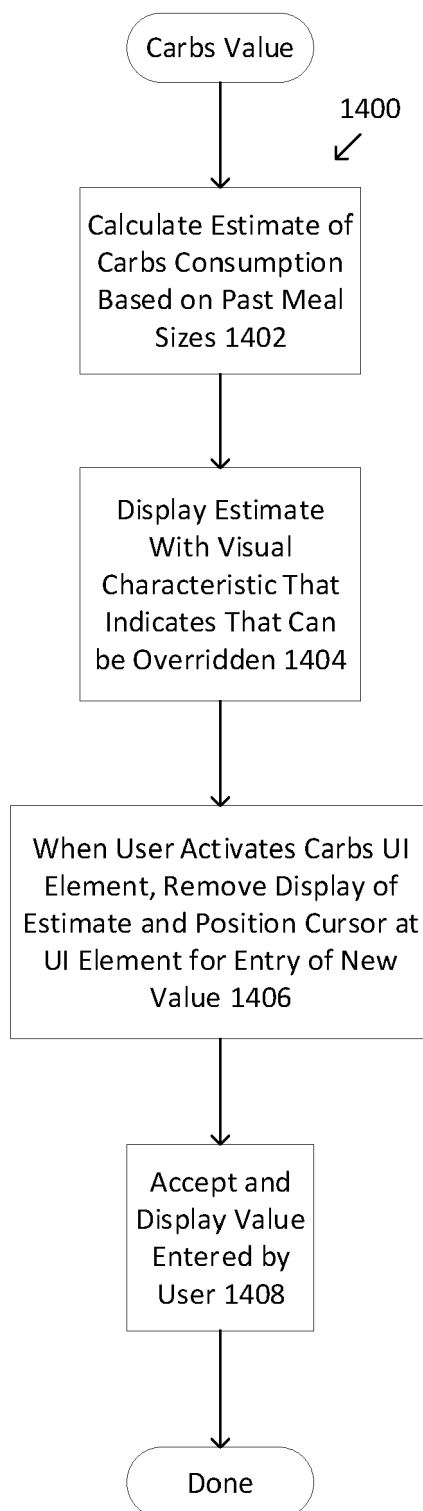 Carbs Value
1400
Calculate Estimate of
Carbs Consumption
Based on Past Meal
Sizes 1402
Display Estimate
With Visual
Characteristic That
Indicates That Can
be Overridden 1404
When User Activates Carbs UI
Element, Remove Display of
Estimate and Position Cursor at
UI Element for Entry of New
Value 1406
Accept and
Display Value
Entered by
User 1408
Done